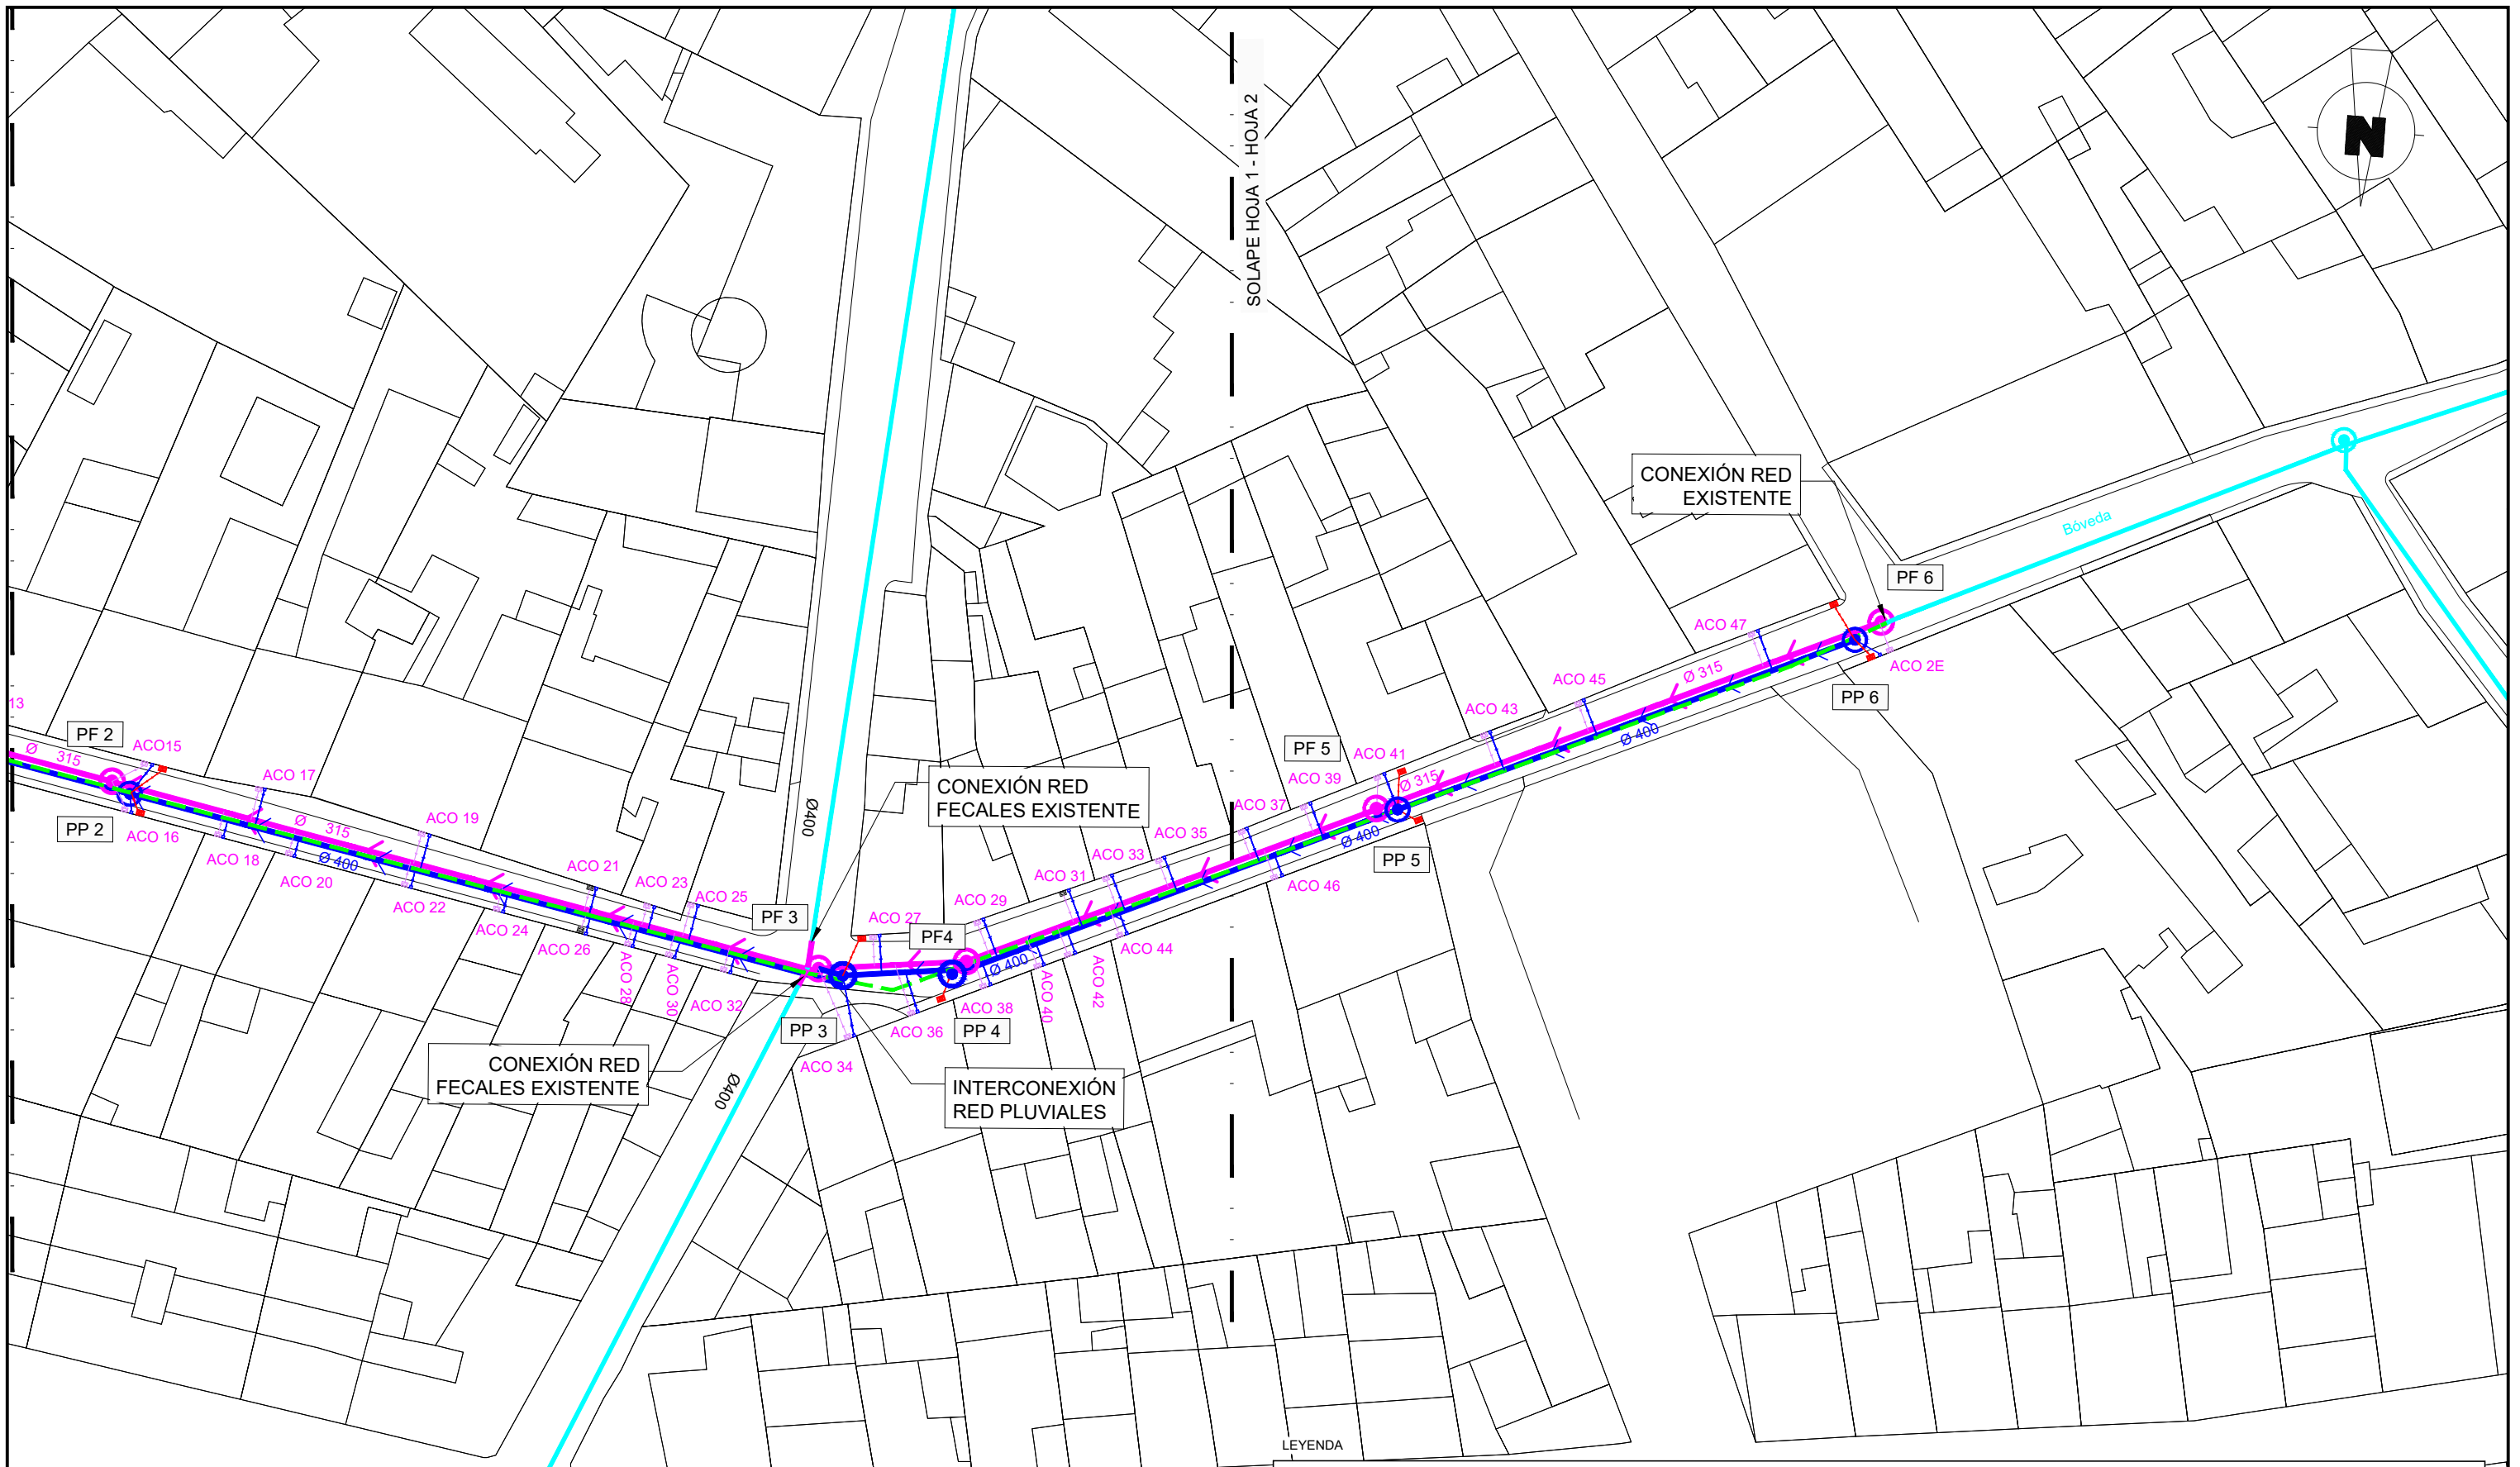 SOLAPE HOJA 1 - HOJA 2
N
CONEXIÓN RED
EXISTENTE
Bóveda
PF 6
ACO 47
Ø 315
ACO 2E
PP 6
ACO 45
ACO 43
Ø 400
PF 5
ACO 41
ACO 39
Ø 315
ACO 37
Ø 400
PP 5
ACO 46
ACO 35
ACO 33
ACO 31
ACO 29
ACO 44
ACO 42
ACO 40
Ø 400
13
PF 2
ACO15
Ø 315
PP 2
ACO 16
ACO 17
ACO 18
Ø 315
Ø 400
ACO 20
ACO 19
ACO 22
ACO 24
ACO 21
ACO 26
ACO 23
ACO 28
ACO 25
ACO 30
ACO 32
CONEXIÓN RED
FECALES EXISTENTE
Ø400
PF 3
ACO 27
PF4
PP 3
ACO 36
ACO 38
PP 4
ACO 34
CONEXIÓN RED
FECALES EXISTENTE
Ø400
INTERCONEXIÓN
RED PLUVIALES
LEYENDA